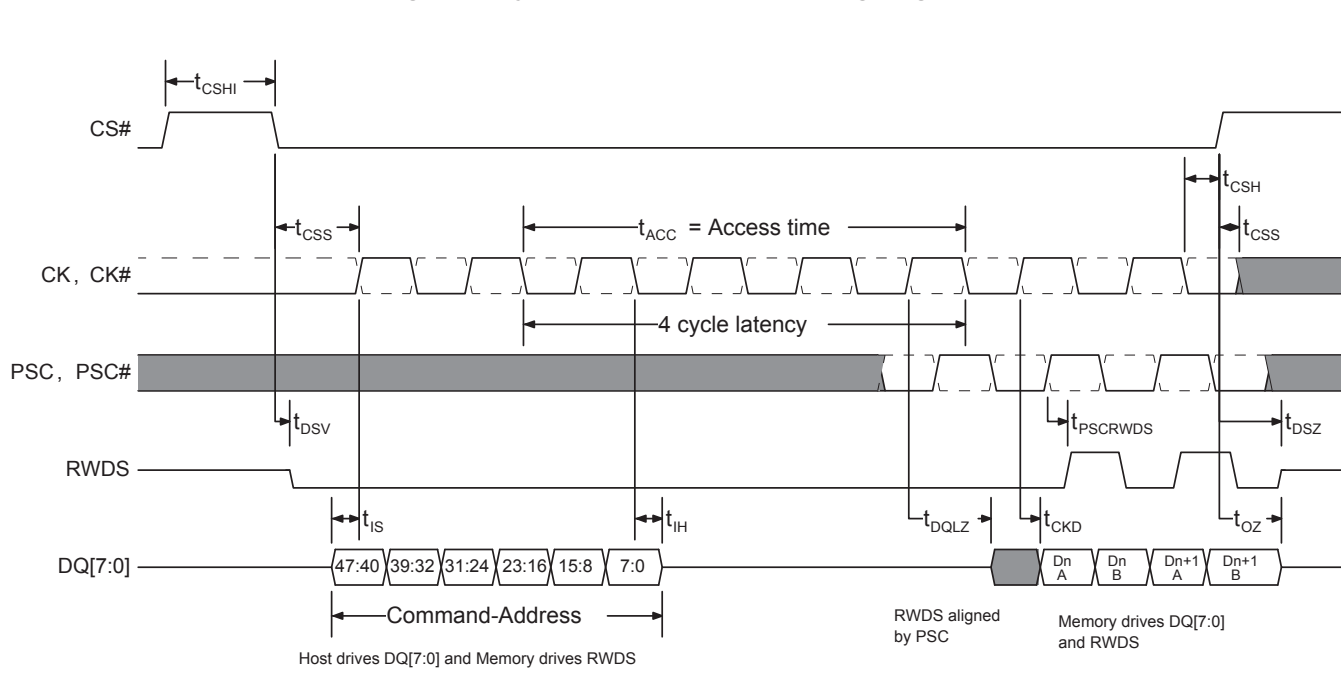 tCSHI
CS#
tCSH
tCSS
tACC = Access time
tCSS
CK, CK#
4 cycle latency
PSC, PSC#
tDSV
tPSCRWDS
tDSZ
RWDS
tIS
tIH
tDQLZ
tCKD
tOZ
DQ[7:0]
47:40 39:32 31:24 23:16 15:8 7:0
Dn A Dn B Dn+1 A Dn+1 B
Command-Address
RWDS aligned
by PSC
Memory drives DQ[7:0]
and RWDS
Host drives DQ[7:0] and Memory drives RWDS